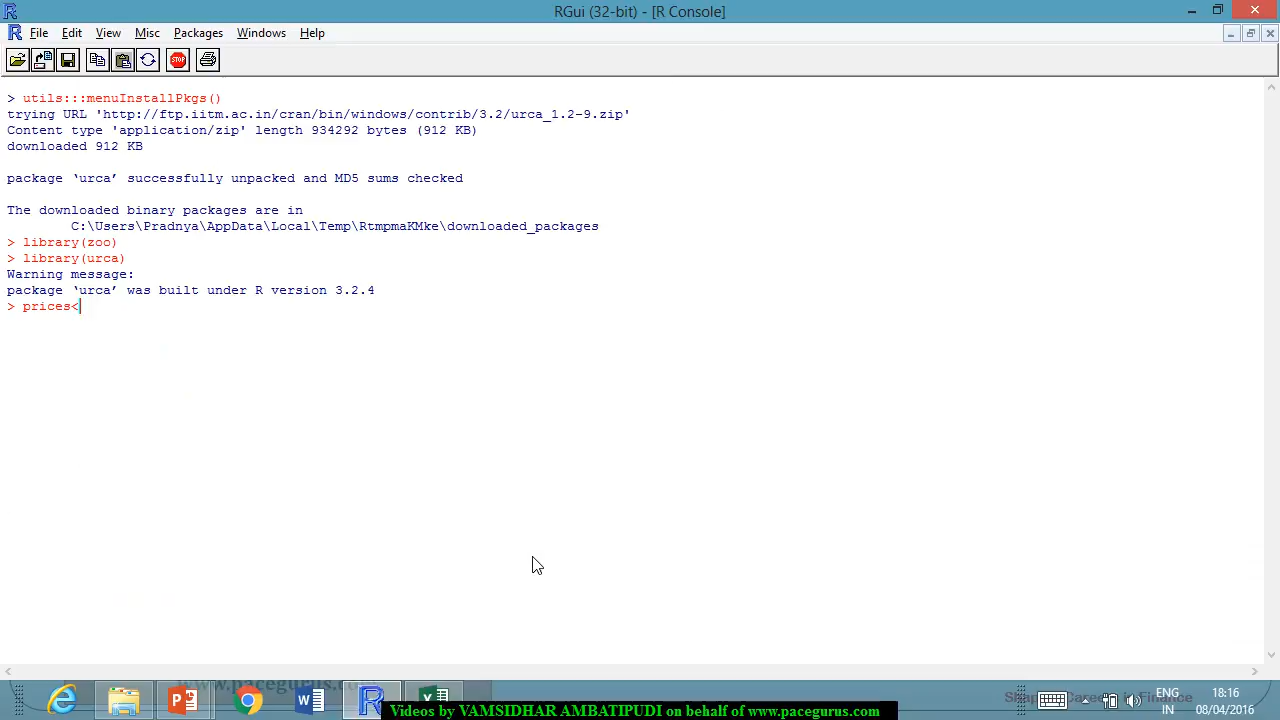 RGui (32-bit) - [R Console]
File Edit View Misc Packages Windows Help
STOP
> utils:::menuInstallPkgs()
trying URL 'http://ftp.iitm.ac.in/cran/bin/windows/contrib/3.2/urca_1.2-9.zip'
Content type 'application/zip' length 934292 bytes (912 KB)
downloaded 912 KB
package ‘urca’ successfully unpacked and MD5 sums checked
The downloaded binary packages are in
C:\Users\Pradnya\AppData\Local\Temp\RtmpmaKMke\downloaded_packages
> library(zoo)
> library(urca)
Warning message:
package ‘urca’ was built under R version 3.2.4
> prices<
www.pacegurus.com
ENG
IN
18:16
08/04/2016
Videos by VAMSIDHAR AMBATIPUDI on behalf of www.pacegurus.com